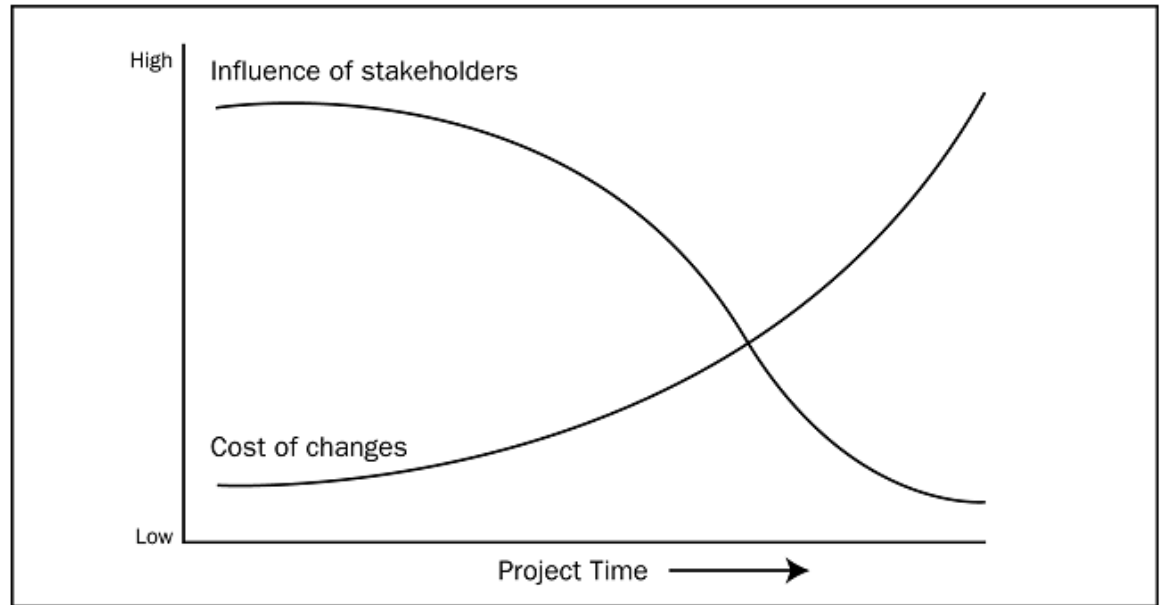 High
Influence of stakeholders
Cost of changes
Low
Project Time